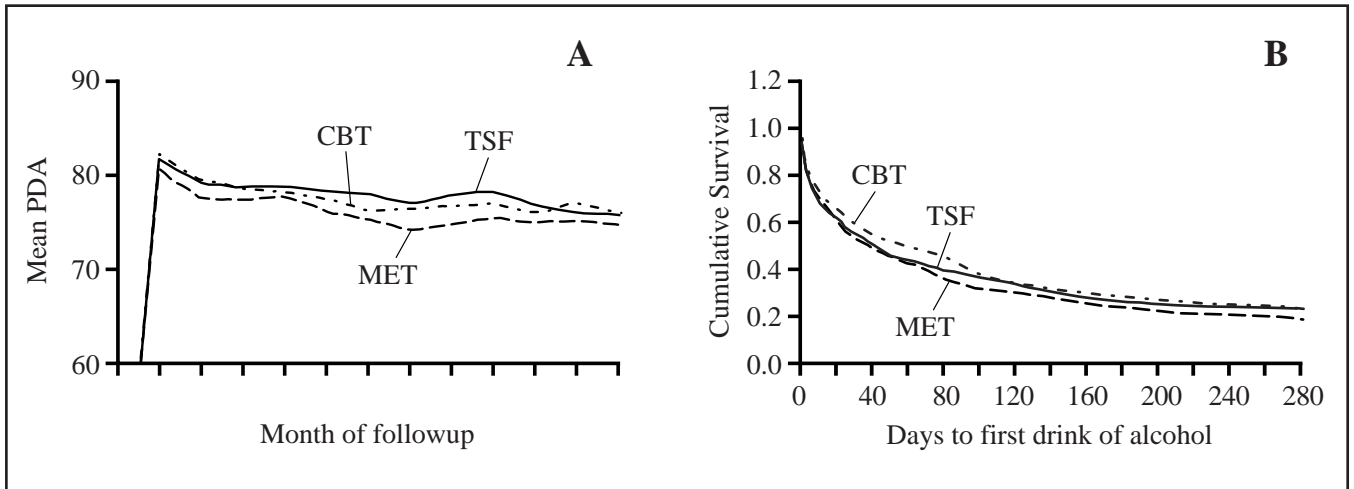 A
90
80
70
60
Mean PDA
CBT
TSF
MET
Month of followup
B
1.2
1.0
0.8
0.6
0.4
0.2
0.0
Cumulative Survival
CBT
TSF
MET
0 40 80 120 160 200 240 280
Days to first drink of alcohol